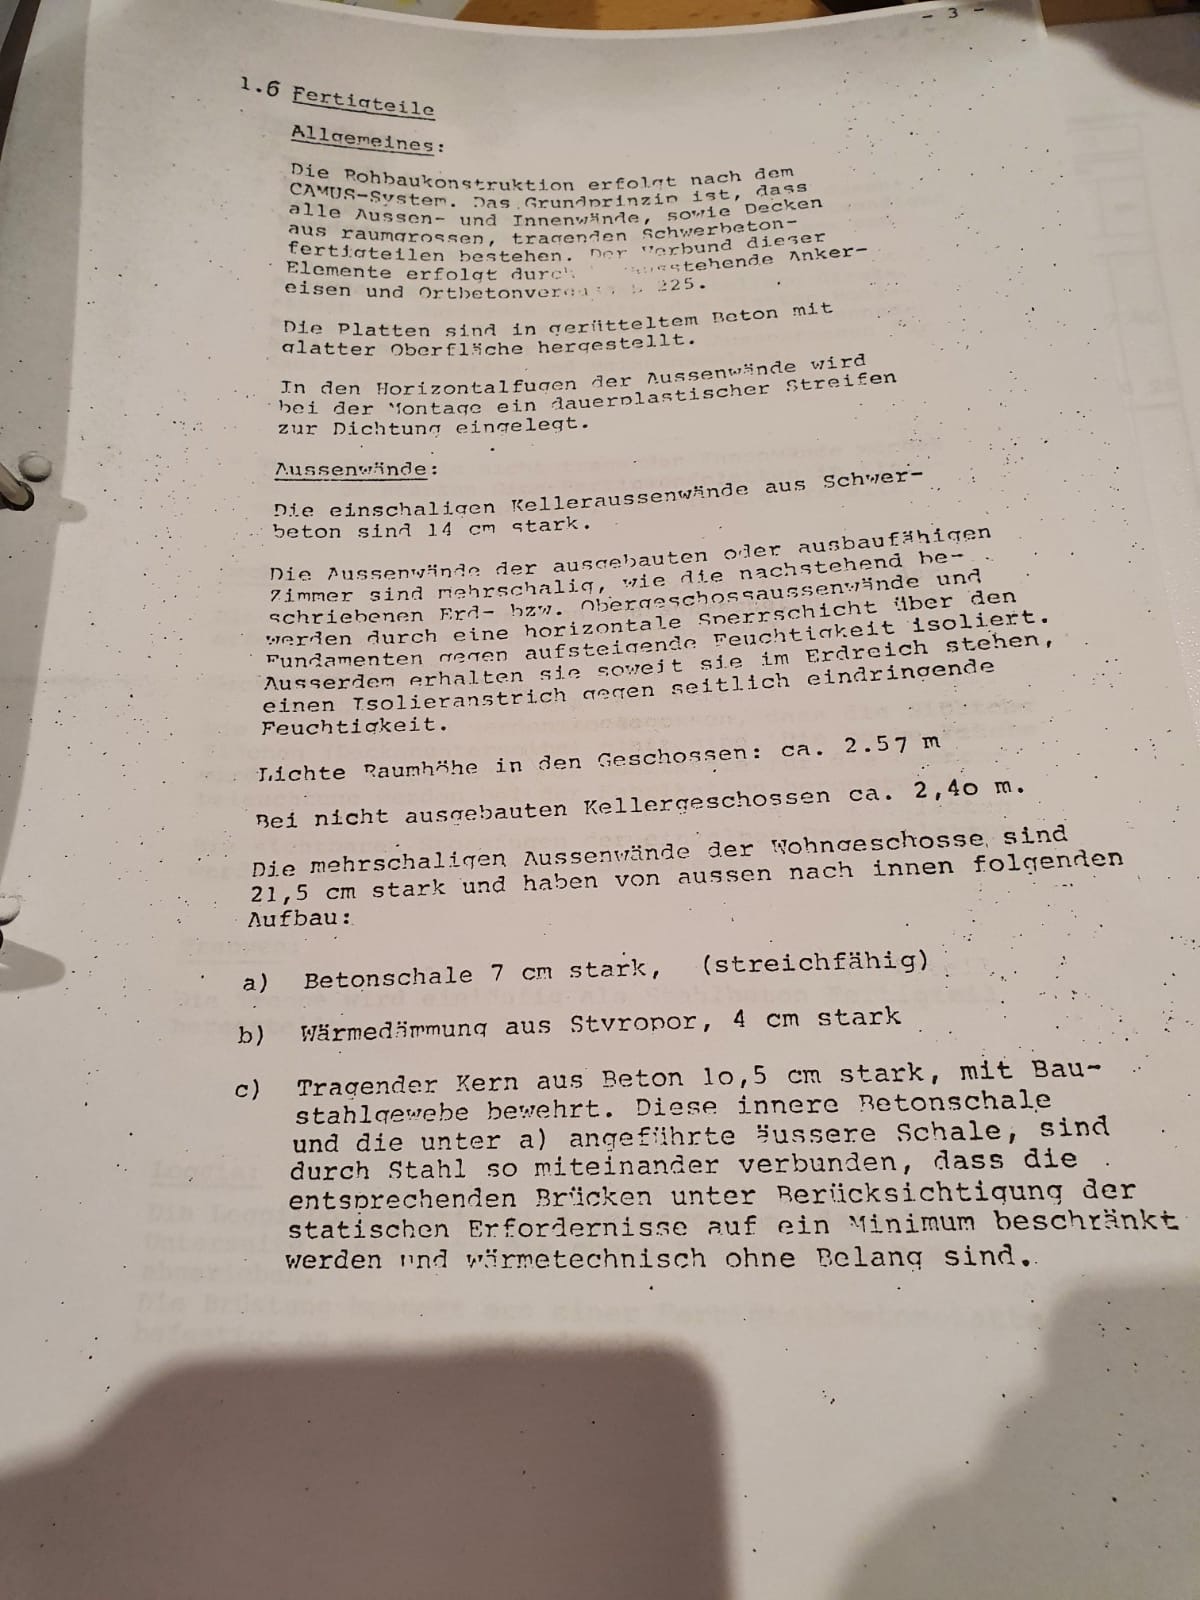 - 3 -
1.6 Fertigteile
Allgemeines:
Die Rohbaukonstruktion erfolgt nach dem
CAMUS-System. Das Grundprinzip ist, dass
alle Aussen- und Innenwände, sowie Decken
aus raumgrossen, tragenden Schwerbeton-
fertigteilen bestehen. Der Verbund dieser
Elemente erfolgt durch Anker-
eisen und 225.
Die Platten sind in gerütteltem Beton mit
glatter Oberfläche hergestellt.
In den Horizontalfugen der Aussenwände wird
bei der Montage ein dauerplastischer Streifen
zur Dichtung eingelegt.
Aussenwände:
Die einschaligen Kelleraussenwände aus Schwer-
beton sind 14 cm stark.
Die Aussenwände der ausgebauten oder ausbaufähigen
Zimmer sind mehrschalig, wie die nachstehend be-
schriebenen Erd- bzw. Obergeschossaussenwände und
werden durch eine horizontale Sperrschicht über den
Fundamenten gegen aufsteigende Feuchtigkeit isoliert.
Ausserdem erhalten sie soweit sie im Erdreich stehen,
einen Isolieranstrich gegen seitlich eindringende
Feuchtigkeit.
Lichte Raumhöhe in den Geschossen: ca. 2.57 m
Bei nicht ausgebauten Kellergeschossen ca. 2,4o m.
Die mehrschaligen Aussenwände der Wohngeschosse sind
21,5 cm stark und haben von aussen nach innen folgenden
Aufbau:
a) Betonschale 7 cm stark, (streichfähig)
b) Wärmedämmung aus Styropor, 4 cm stark
c) Tragender Kern aus Beton 1o,5 cm stark, mit Bau-
stahlgewebe bewehrt. Diese innere Betonschale
und die unter a) angeführte äussere Schale, sind
durch Stahl so miteinander verbunden, dass die
entsprechenden Brücken unter Berücksichtigung der
statischen Erfordernisse auf ein Minimum beschränkt
werden und wärmetechnisch ohne Belang sind.